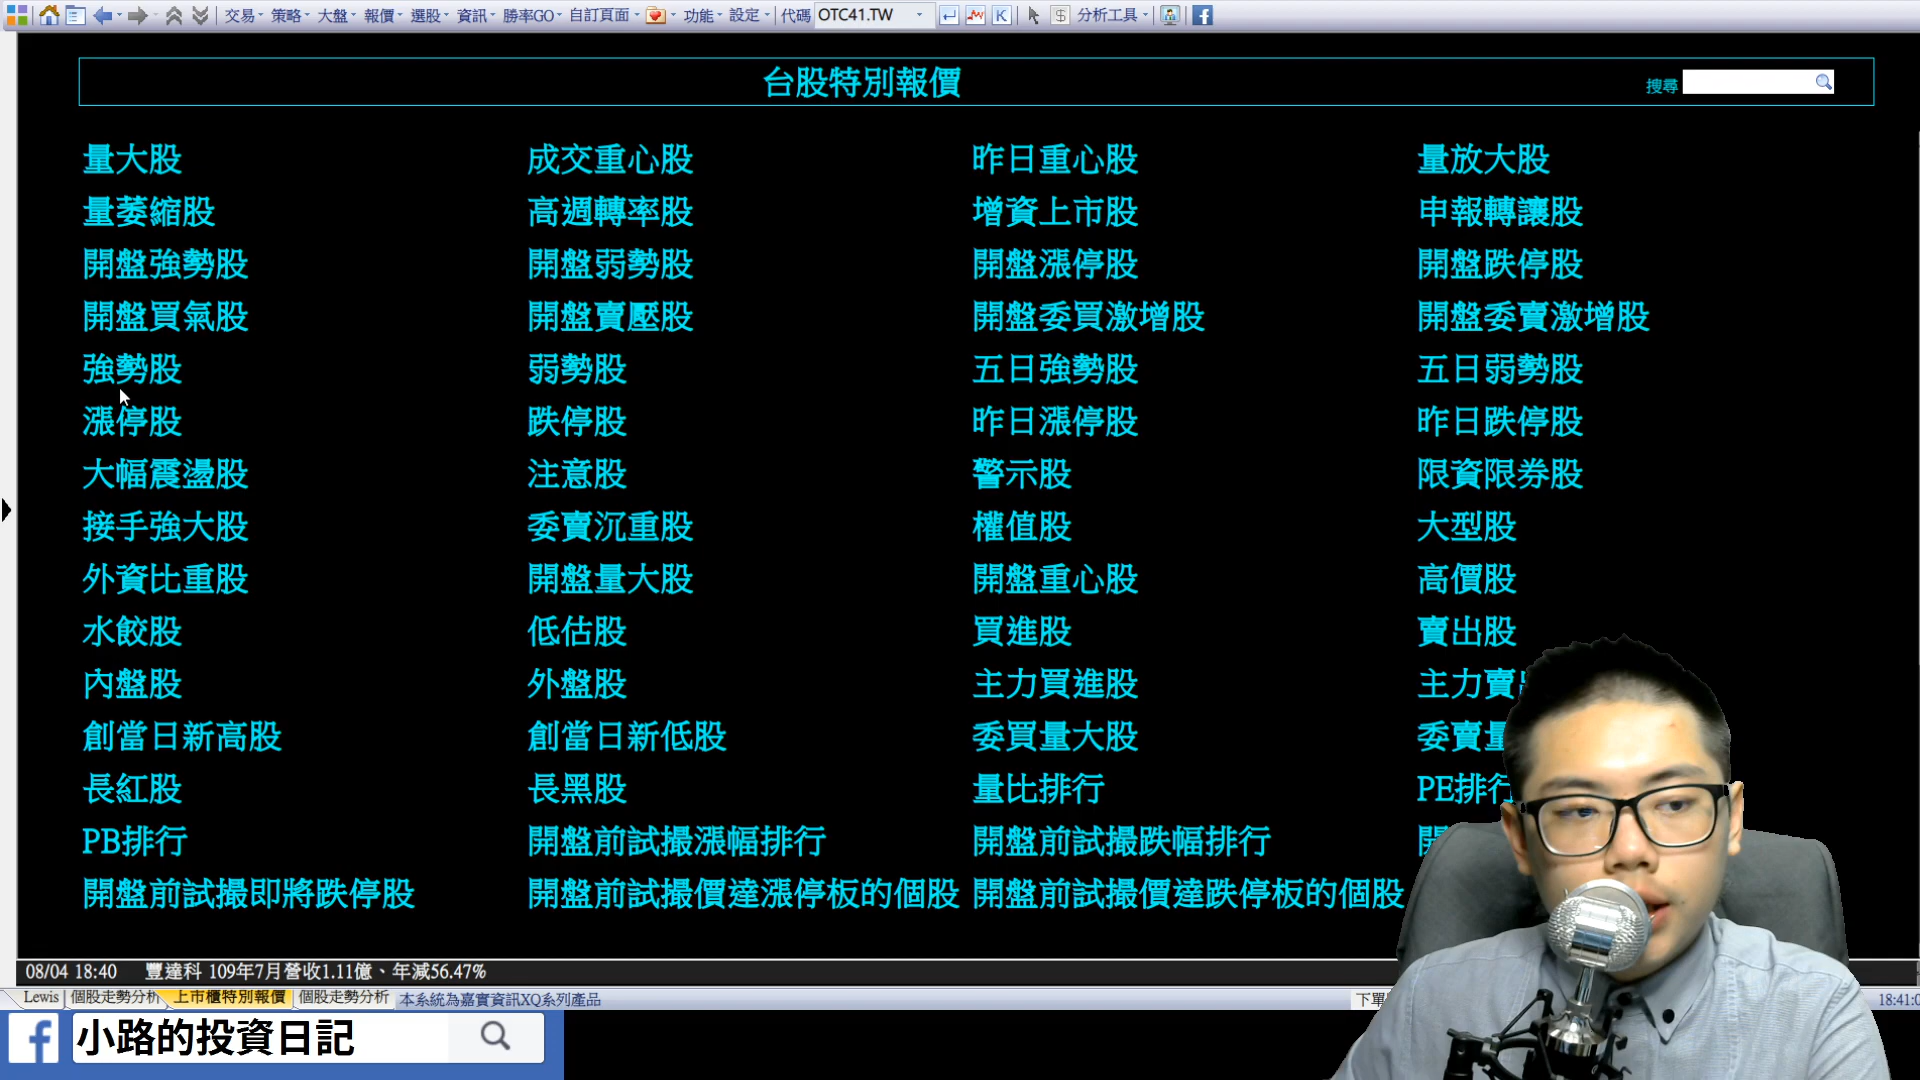 交易 策略 大盤 報價 選股 資訊 勝率GO 自訂頁面 功能 設定 代碼 OTC41.TW K $ 分析工具
台股特別報價
搜尋
量大股 成交重心股 昨日重心股 量放大股
量萎縮股 高週轉率股 增資上市股 申報轉讓股
開盤強勢股 開盤弱勢股 開盤漲停股 開盤跌停股
開盤買氣股 開盤賣壓股 開盤委買激增股 開盤委賣激增股
強勢股 弱勢股 五日強勢股 五日弱勢股
漲停股 跌停股 昨日漲停股 昨日跌停股
大幅震盪股 注意股 警示股 限資限券股
接手強大股 委賣沉重股 權值股 大型股
外資比重股 開盤量大股 開盤重心股 高價股
水餃股 低估股 買進股 賣出股
內盤股 外盤股 主力買進股 主力賣
創當日新高股 創當日新低股 委買量大股 委賣量
長紅股 長黑股 量比排行 PE排行
PB排行 開盤前試撮漲幅排行 開盤前試撮跌幅排行
開盤前試撮即將跌停股 開盤前試撮價達漲停板的個股 開盤前試撮價達跌停板的個股
08/04 18:40 豐達科 109年7月營收1.11億、年減56.47%
Lewis 個股走勢分析 上市櫃特別報價 個股走勢分析 本系統為嘉實資訊XQ系列產品 下單 18:41:0
小路的投資日記